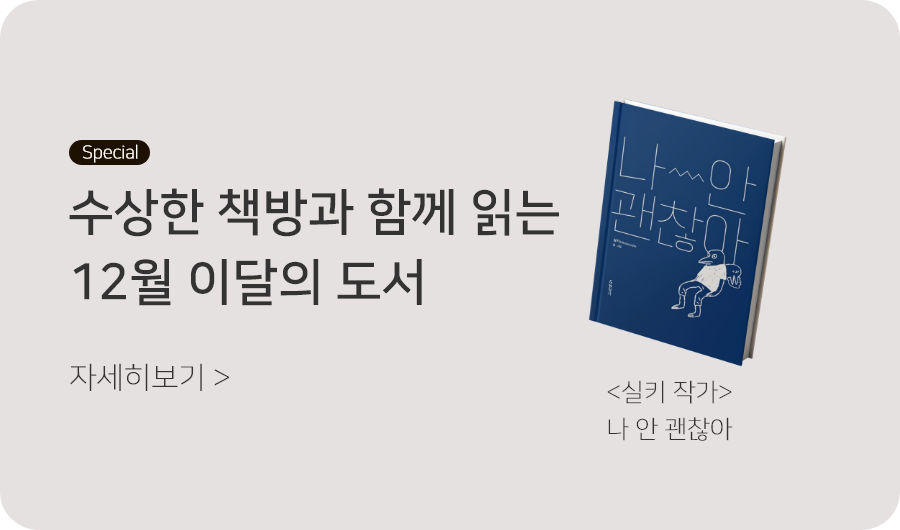 Special
수상한 책방과 함께 읽는
12월 이달의 도서
자세히보기 >
나 안
괜찮아
<실키 작가>
나 안 괜찮아